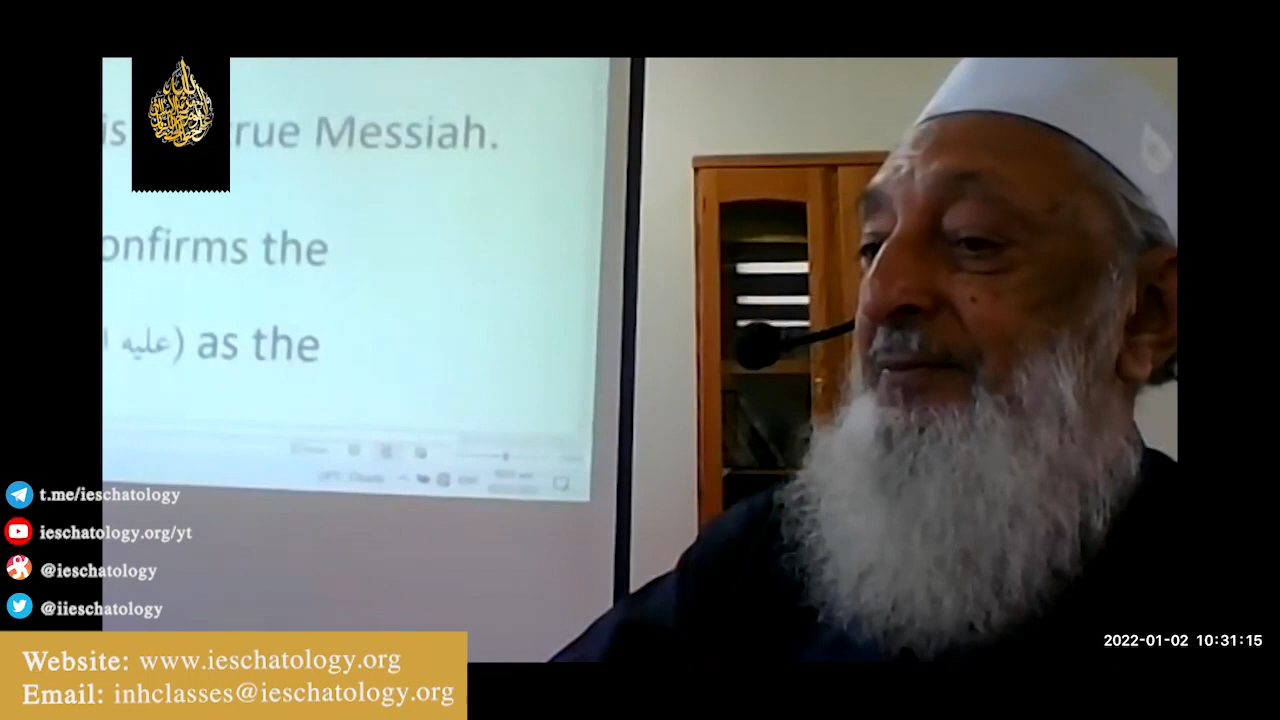 is rue Messiah.
onfirms the
(عليه ا as the
t.me/ieschatology
ieschatology.org/yt
@ieschatology
@iieschatology
Website: www.ieschatology.org
Email: inhclasses@ieschatology.org
2022-01-02 10:31:15